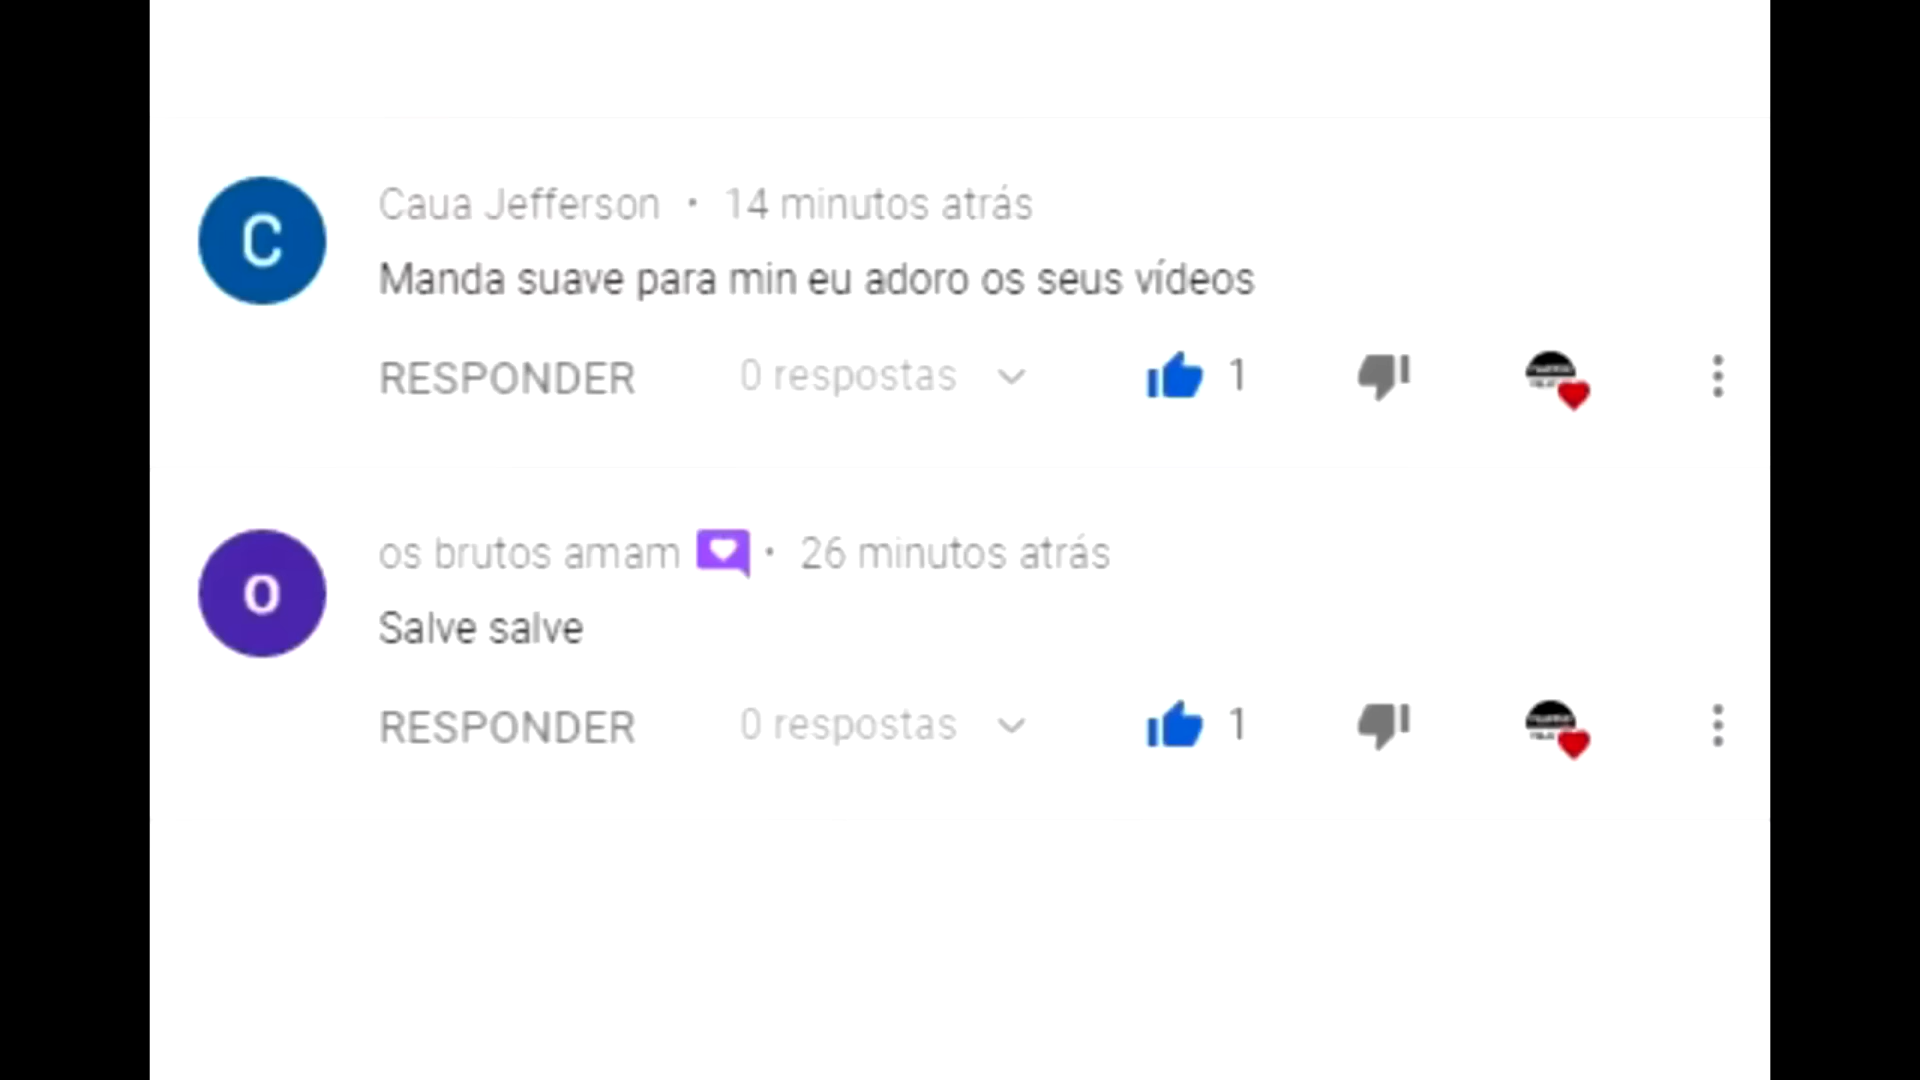 C
Caua Jefferson • 14 minutos atrás
Manda suave para min eu adoro os seus vídeos
RESPONDER 0 respostas 1
o
os brutos amam • 26 minutos atrás
Salve salve
RESPONDER 0 respostas 1